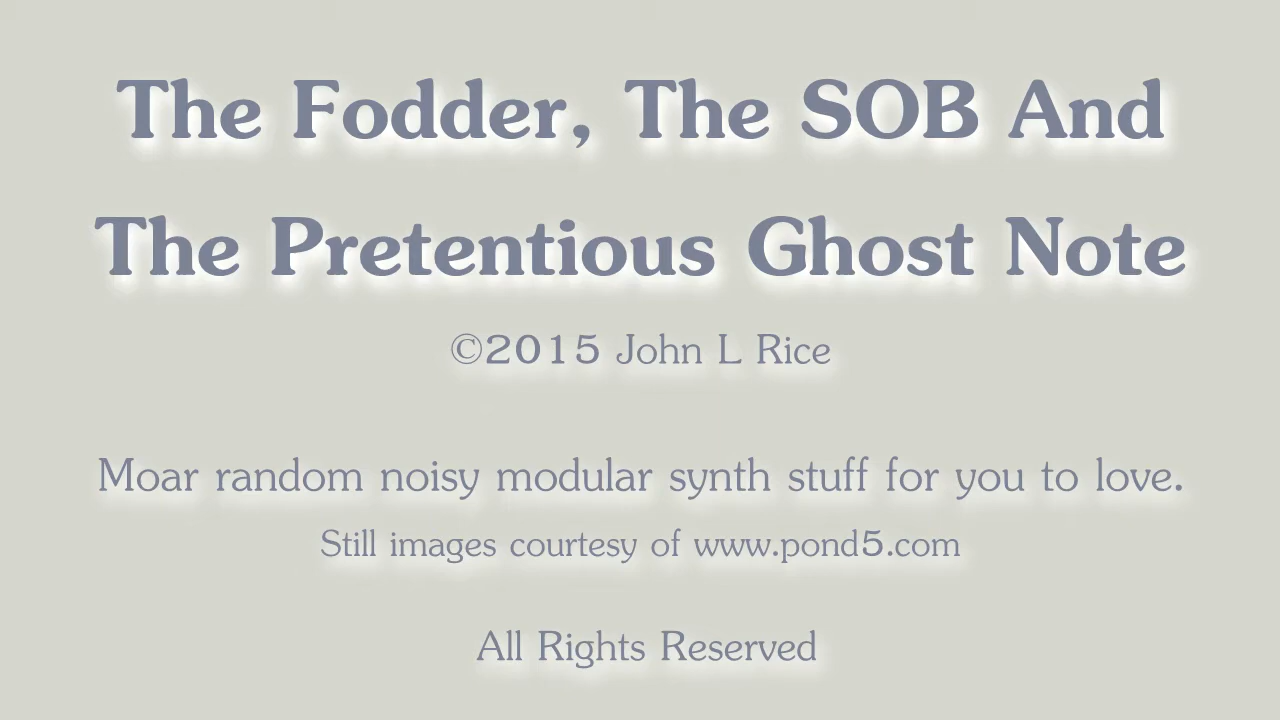 The Fodder, The SOB And
The Pretentious Ghost Note
©2015 John L Rice
Moar random noisy modular synth stuff for you to love.
Still images courtesy of www.pond5.com
All Rights Reserved